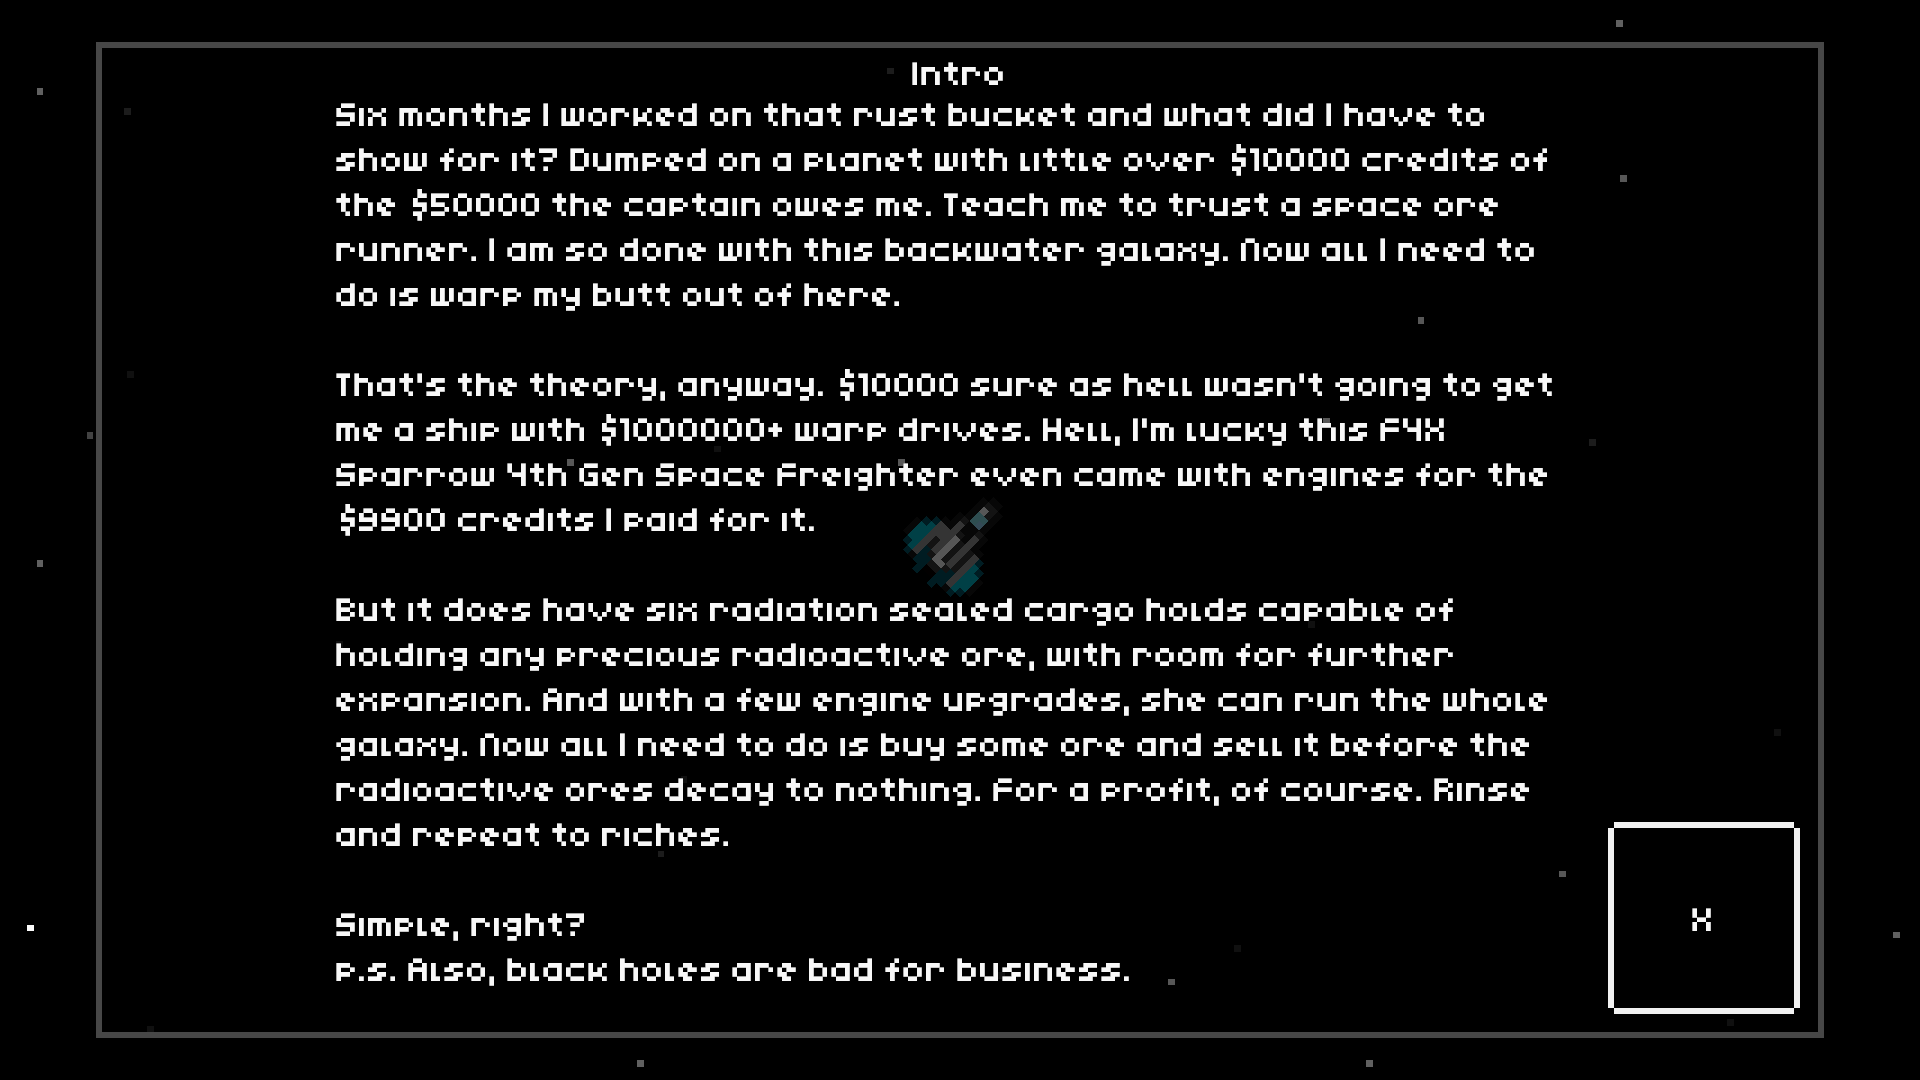 Intro
Six months I worked on that rust bucket and what did I have to
show for it? Dumped on a planet with little over $10000 credits of
the $50000 the captain owes me. Teach me to trust a space ore
runner. I am so done with this backwater galaxy. Now all I need to
do is warp my butt out of here.
That's the theory, anyway. $10000 sure as hell wasn't going to get
me a ship with $1000000+ warp drives. Hell, I'm lucky this F4X
Sparrow 4th Gen Space Freighter even came with engines for the
$9900 credits I paid for it.
But it does have six radiation sealed cargo holds capable of
holding any precious radioactive ore, with room for further
expansion. And with a few engine upgrades, she can run the whole
galaxy. Now all I need to do is buy some ore and sell it before the
radioactive ores decay to nothing. For a profit, of course. Rinse
and repeat to riches.
Simple, right?
p.s. Also, black holes are bad for business.
X